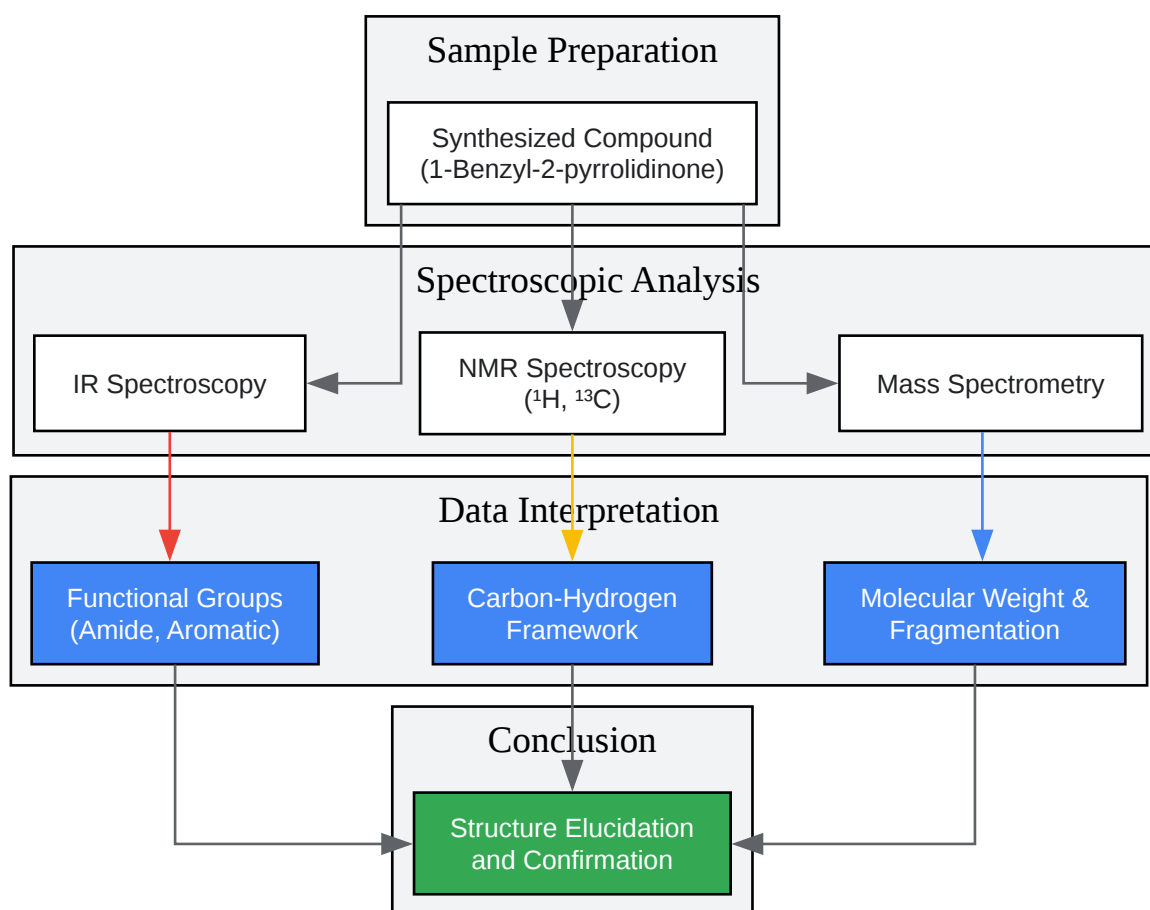 Sample Preparation
Synthesized Compound
(1-Benzyl-2-pyrrolidinone)
Spectroscopic Analysis
IR Spectroscopy
NMR Spectroscopy
(¹H, ¹³C)
Mass Spectrometry
Data Interpretation
Functional Groups
(Amide, Aromatic)
Carbon-Hydrogen
Framework
Molecular Weight &
Fragmentation
Conclusion
Structure Elucidation
and Confirmation